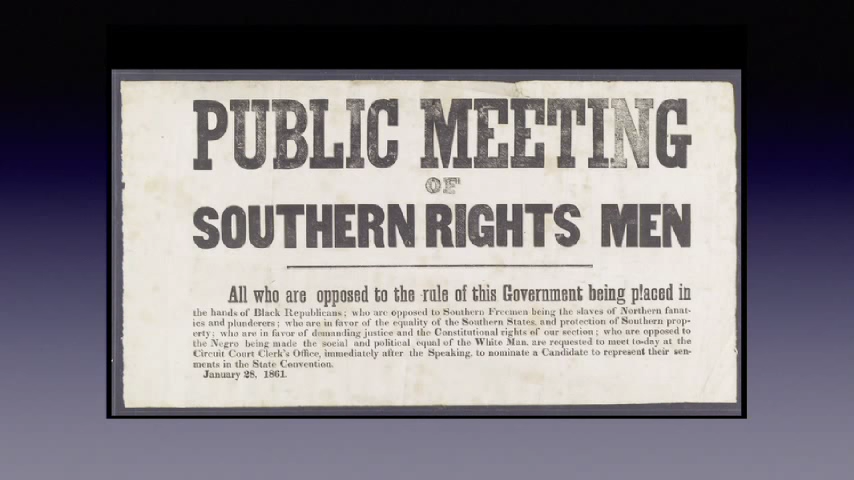 PUBLIC MEETING
OF
SOUTHERN RIGHTS MEN
All who are opposed to the rule of this Government being placed in
the hands of Black Republicans; who are opposed to Southern Freemen being the slaves of Northern fanat-
ics and plunderers; who are in favor of the equality of the Southern States, and protection of Southern prop-
erty; who are in favor of demanding justice and the Constitutional rights of our section; who are opposed to
the Negro being made the social and political equal of the White Man, are requested to meet to-day at the
Circuit Court Clerk's Office, immediately after the Speaking, to nominate a Candidate to represent their sen-
ments in the State Convention.
January 28, 1861.